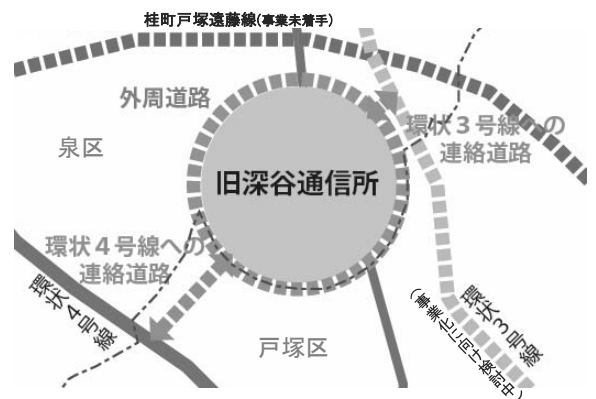 桂町戸塚遠藤線(事業未着手)
外周道路
環状3号線への
連絡道路
泉区
旧深谷通信所
環状4号線への
連絡道路
環状4号線
戸塚区
環状3号線
(事業化に向け検討中)